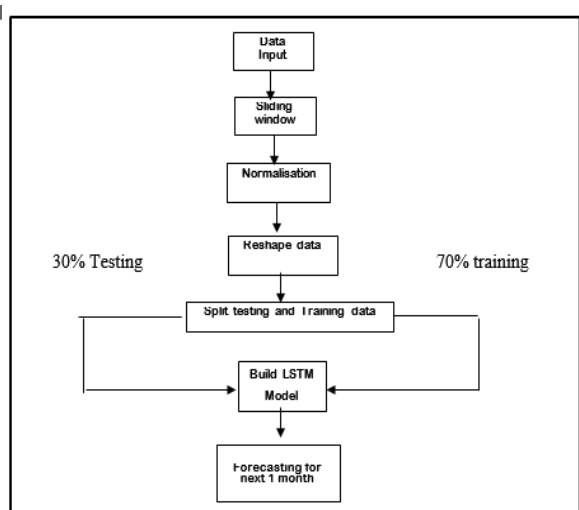 Data
Input
Sliding
window
Normalisation
Reshape data
30% Testing
70% training
Split testing and Training data
Build LSTM
Model
Forecasting for
next 1 month